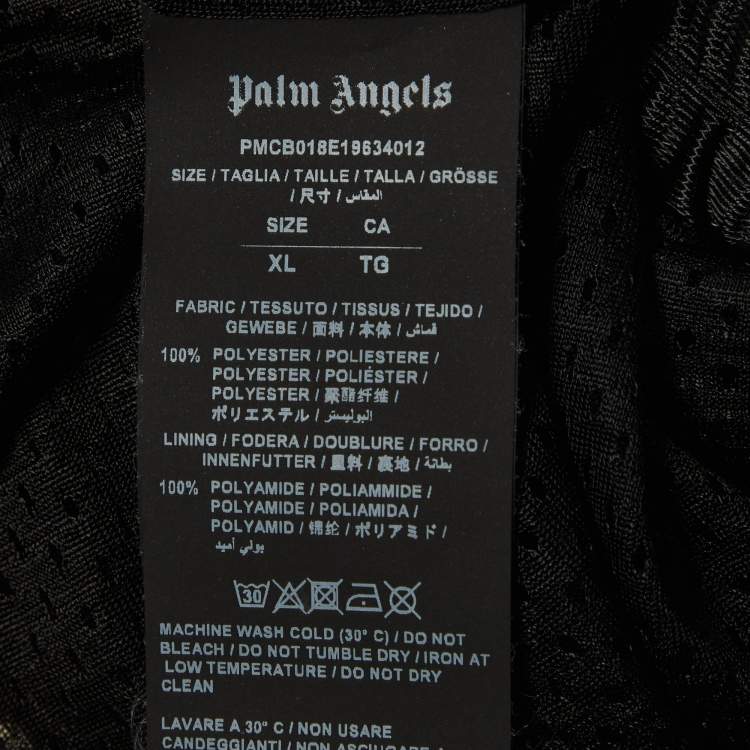 Palm Angels
PMCB018E19634012
SIZE / TAGLIA / TAILLE / TALLA / GRÖSSE
/ 尺寸 / المقاس
SIZE CA
XL TG
FABRIC / TESSUTO / TISSUS / TEJIDO /
GEWEBE / 面料 / 本体 / قماش
100% POLYESTER / POLIESTERE /
POLYESTER / POLIÉSTER /
POLYESTER / 聚酯纤维 /
ポリエステル / البوليستر
LINING / FODERA / DOUBLURE / FORRO /
INNENFUTTER / 里料 / 裏地 / بطانة
100% POLYAMIDE / POLIAMMIDE /
POLYAMIDE / POLIAMIDA /
POLYAMID / 锦纶 / ポリアミド /
بولي أميد
30
MACHINE WASH COLD (30° C) / DO NOT
BLEACH / DO NOT TUMBLE DRY / IRON AT
LOW TEMPERATURE / DO NOT DRY
CLEAN
LAVARE A 30° C / NON USARE
CANDEGGIANTI / NON ASCIUGARE A